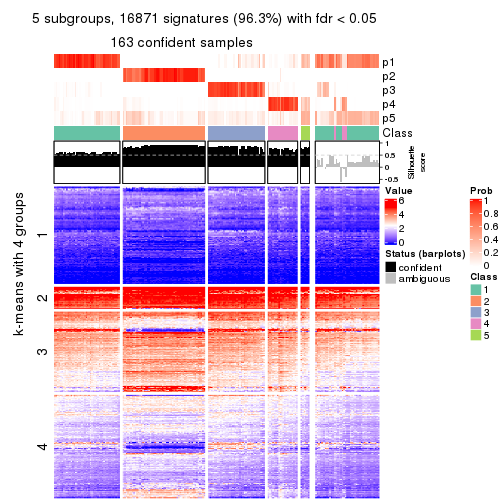 5 subgroups, 16871 signatures (96.3%) with fdr < 0.05
163 confident samples
p1
p2
p3
p4
p5
Class
1
0.5
0
-0.5
Silhouette
score
k-means with 4 groups
1
2
3
4
Value
6
4
2
0
Status (barplots)
confident
ambiguous
Prob
1
0.8
0.6
0.4
0.2
0
Class
1
2
3
4
5